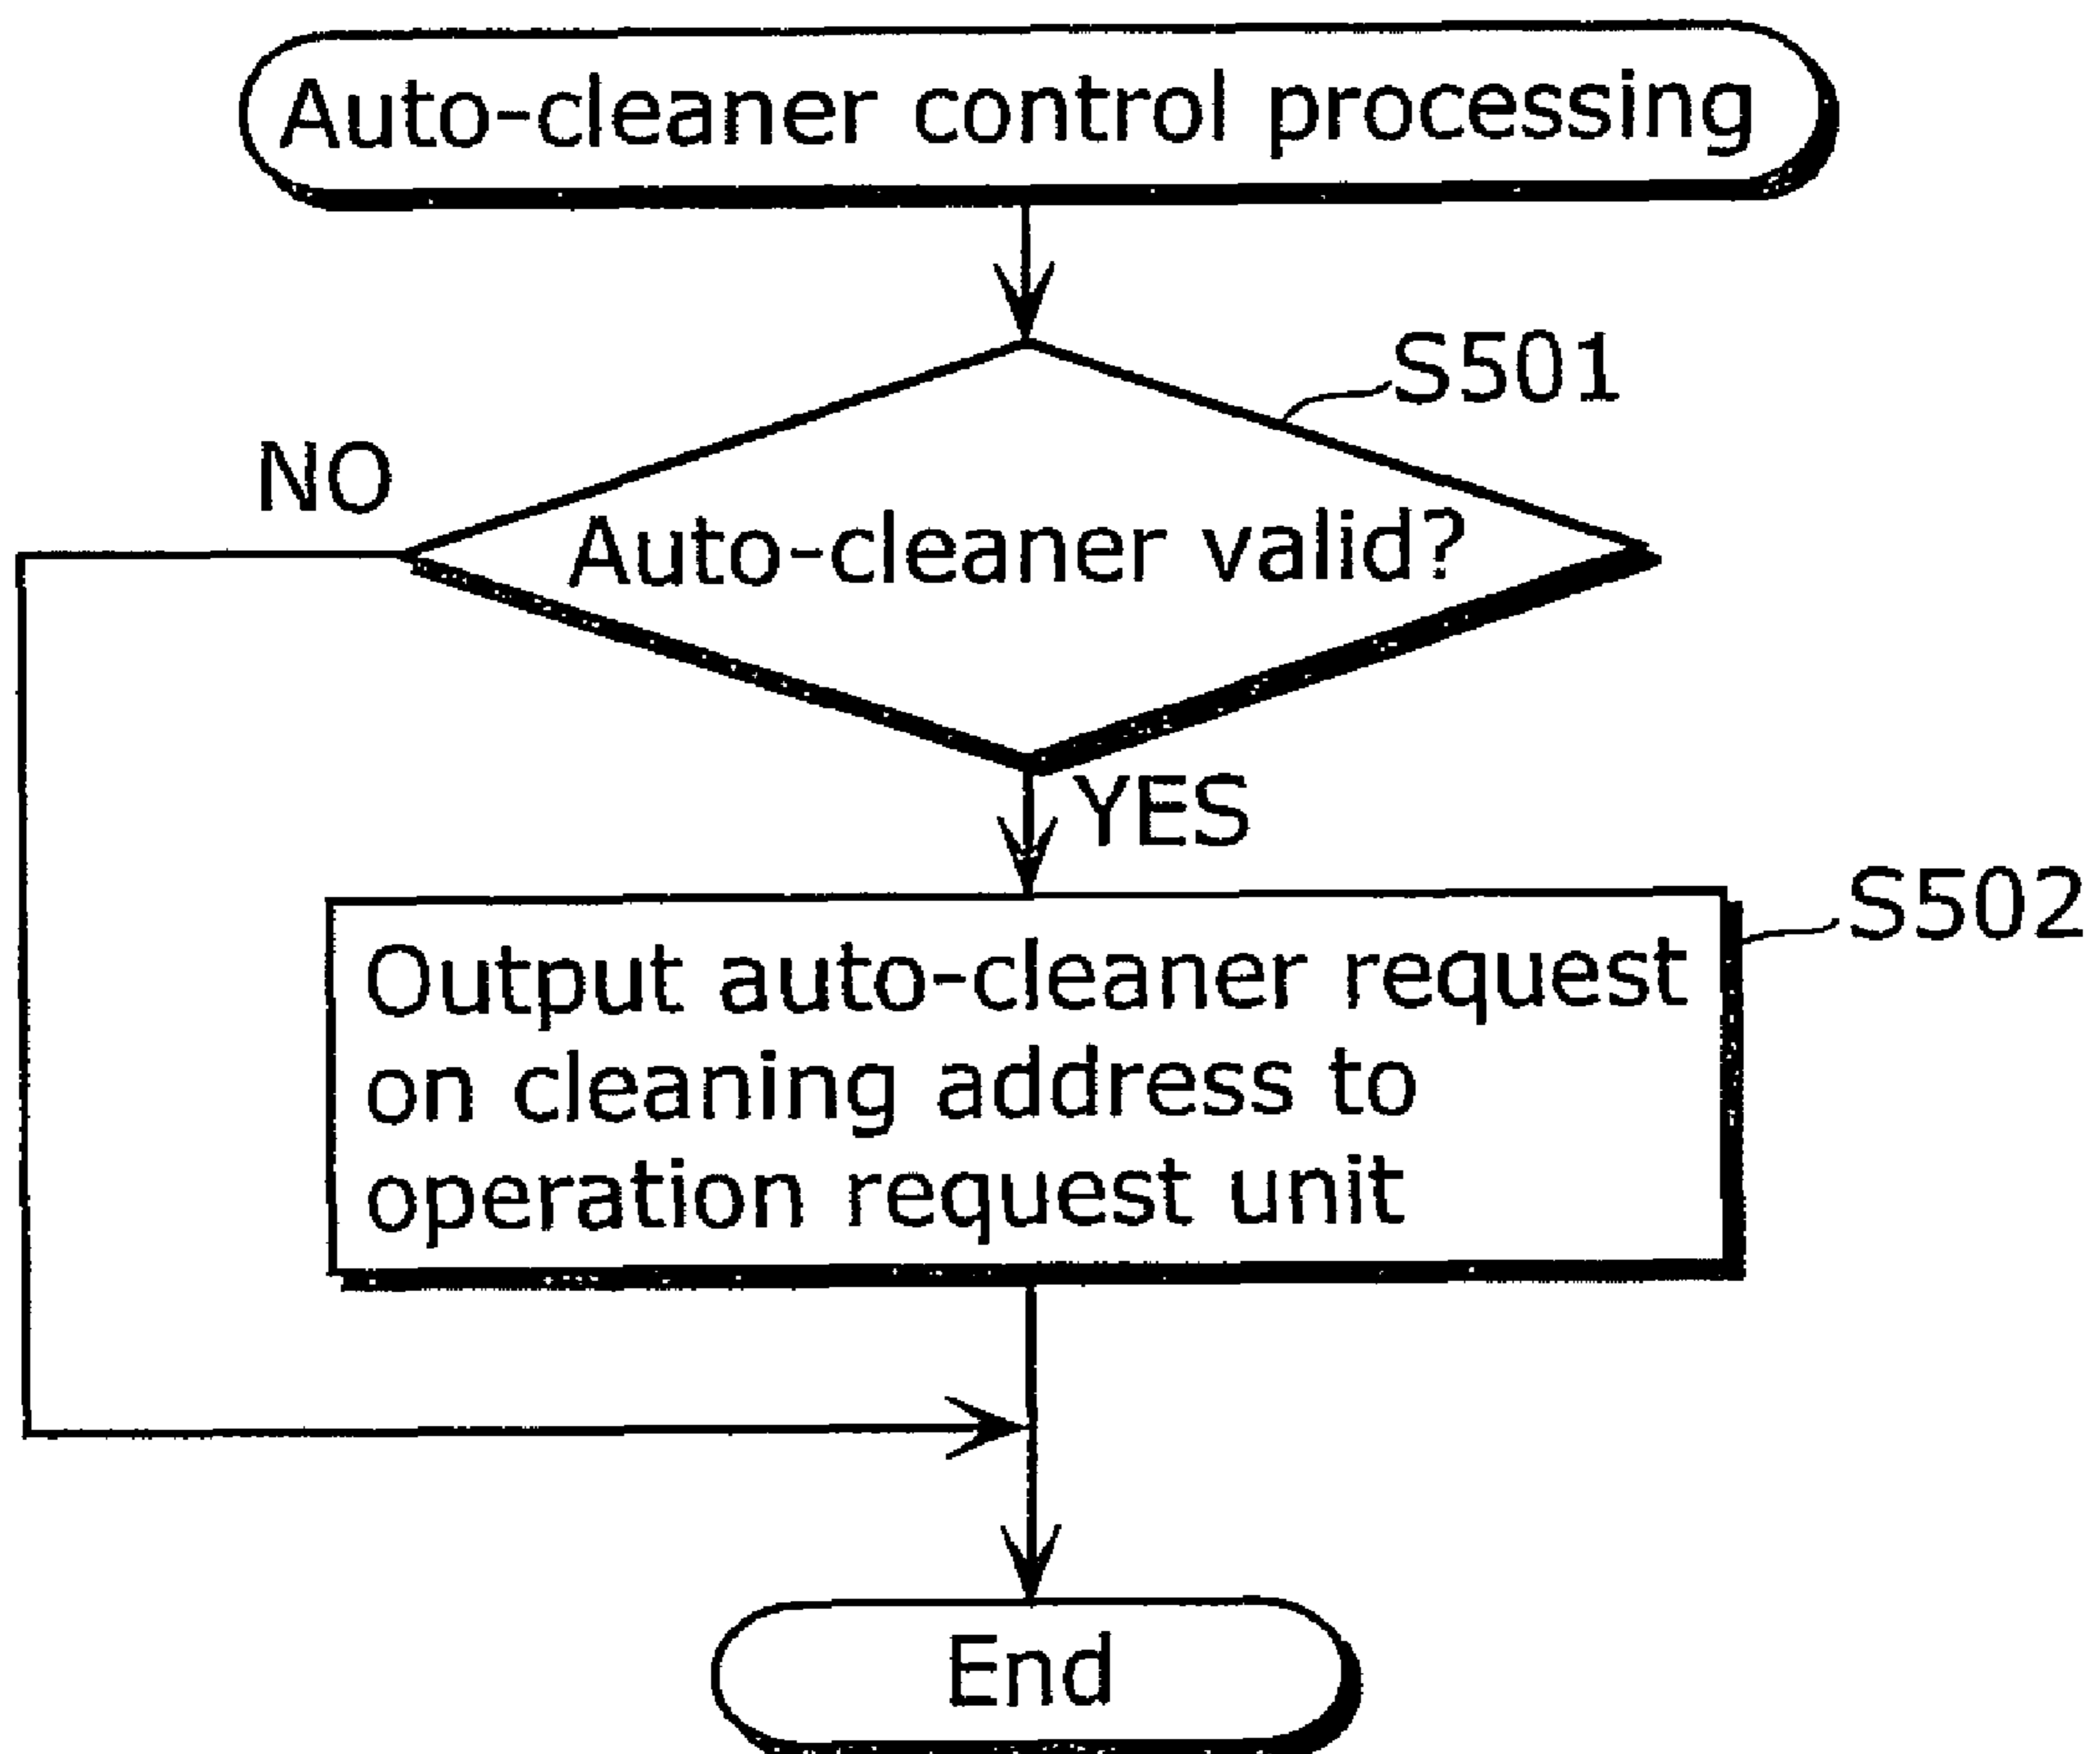 Auto-cleaner control processing
S501
NO
Auto-cleaner valid?
YES
S502
Output auto-cleaner request
on cleaning address to
operation request unit
End